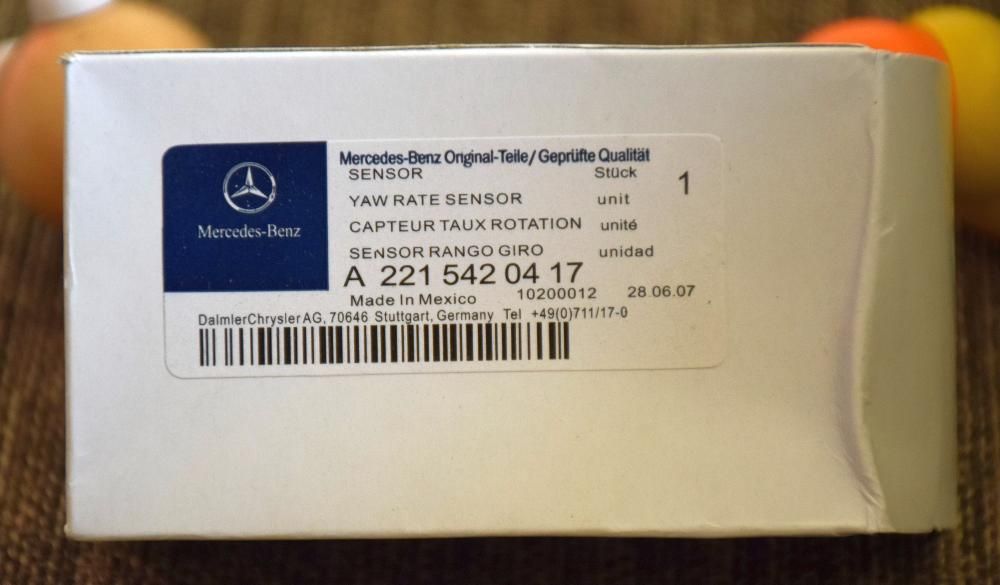 Mercedes-Benz
Mercedes-Benz Original-Teile/Geprüfte Qualität
SENSOR Stück 1
YAW RATE SENSOR unit
CAPTEUR TAUX ROTATION unité
SENSOR RANGO GIRO unidad
A 221 542 04 17
Made In Mexico 10200012 28.06.07
DaimlerChrysler AG, 70646 Stuttgart, Germany Tel +49(0)711/17-0